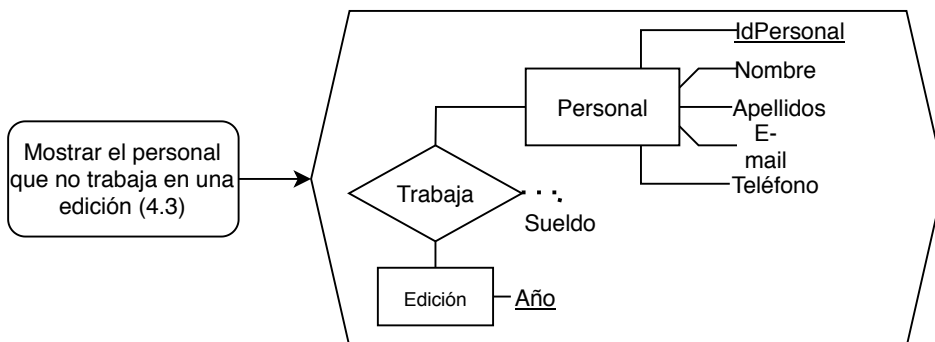 IdPersonal
Nombre
Personal
Apellidos
E-
mail
Teléfono
Mostrar el personal
que no trabaja en una
edición (4.3)
Trabaja
Sueldo
Edición
Año